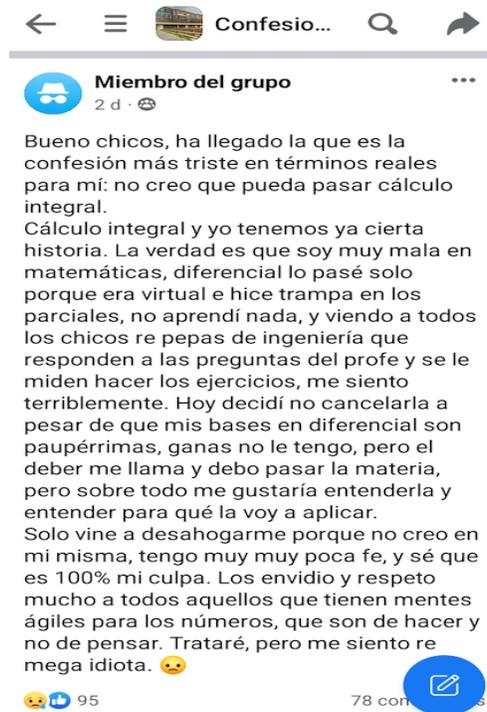 Confesio...
Miembro del grupo
2 d ·
Bueno chicos, ha llegado la que es la
confesión más triste en términos reales
para mí: no creo que pueda pasar cálculo
integral.
Cálculo integral y yo tenemos ya cierta
historia. La verdad es que soy muy mala en
matemáticas, diferencial lo pasé solo
porque era virtual e hice trampa en los
parciales, no aprendí nada, y viendo a todos
los chicos re pepas de ingeniería que
responden a las preguntas del profe y se le
miden hacer los ejercicios, me siento
terriblemente. Hoy decidí no cancelarla a
pesar de que mis bases en diferencial son
paupérrimas, ganas no le tengo, pero el
deber me llama y debo pasar la materia,
pero sobre todo me gustaría entenderla y
entender para qué la voy a aplicar.
Solo vine a desahogarme porque no creo en
mi misma, tengo muy muy poca fe, y sé que
es 100% mi culpa. Los envidio y respeto
mucho a todos aquellos que tienen mentes
ágiles para los números, que son de hacer y
no de pensar. Trataré, pero me siento re
mega idiota. 😟
95
78 con